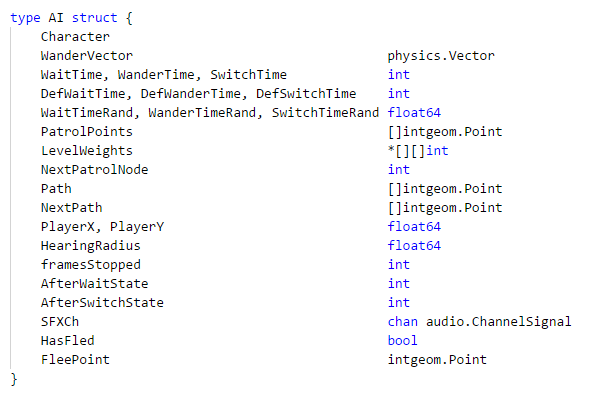 type AI struct {
    Character
    WanderVector                                 physics.Vector
    WaitTime, WanderTime, SwitchTime             int
    DefWaitTime, DefWanderTime, DefSwitchTime    int
    WaitTimeRand, WanderTimeRand, SwitchTimeRand float64
    PatrolPoints                                 []intgeom.Point
    LevelWeights                                 *[][]int
    NextPatrolNode                               int
    Path                                         []intgeom.Point
    NextPath                                     []intgeom.Point
    PlayerX, PlayerY                             float64
    HearingRadius                                float64
    framesStopped                                int
    AfterWaitState                               int
    AfterSwitchState                             int
    SFXCh                                        chan audio.ChannelSignal
    HasFled                                      bool
    FleePoint                                    intgeom.Point
}